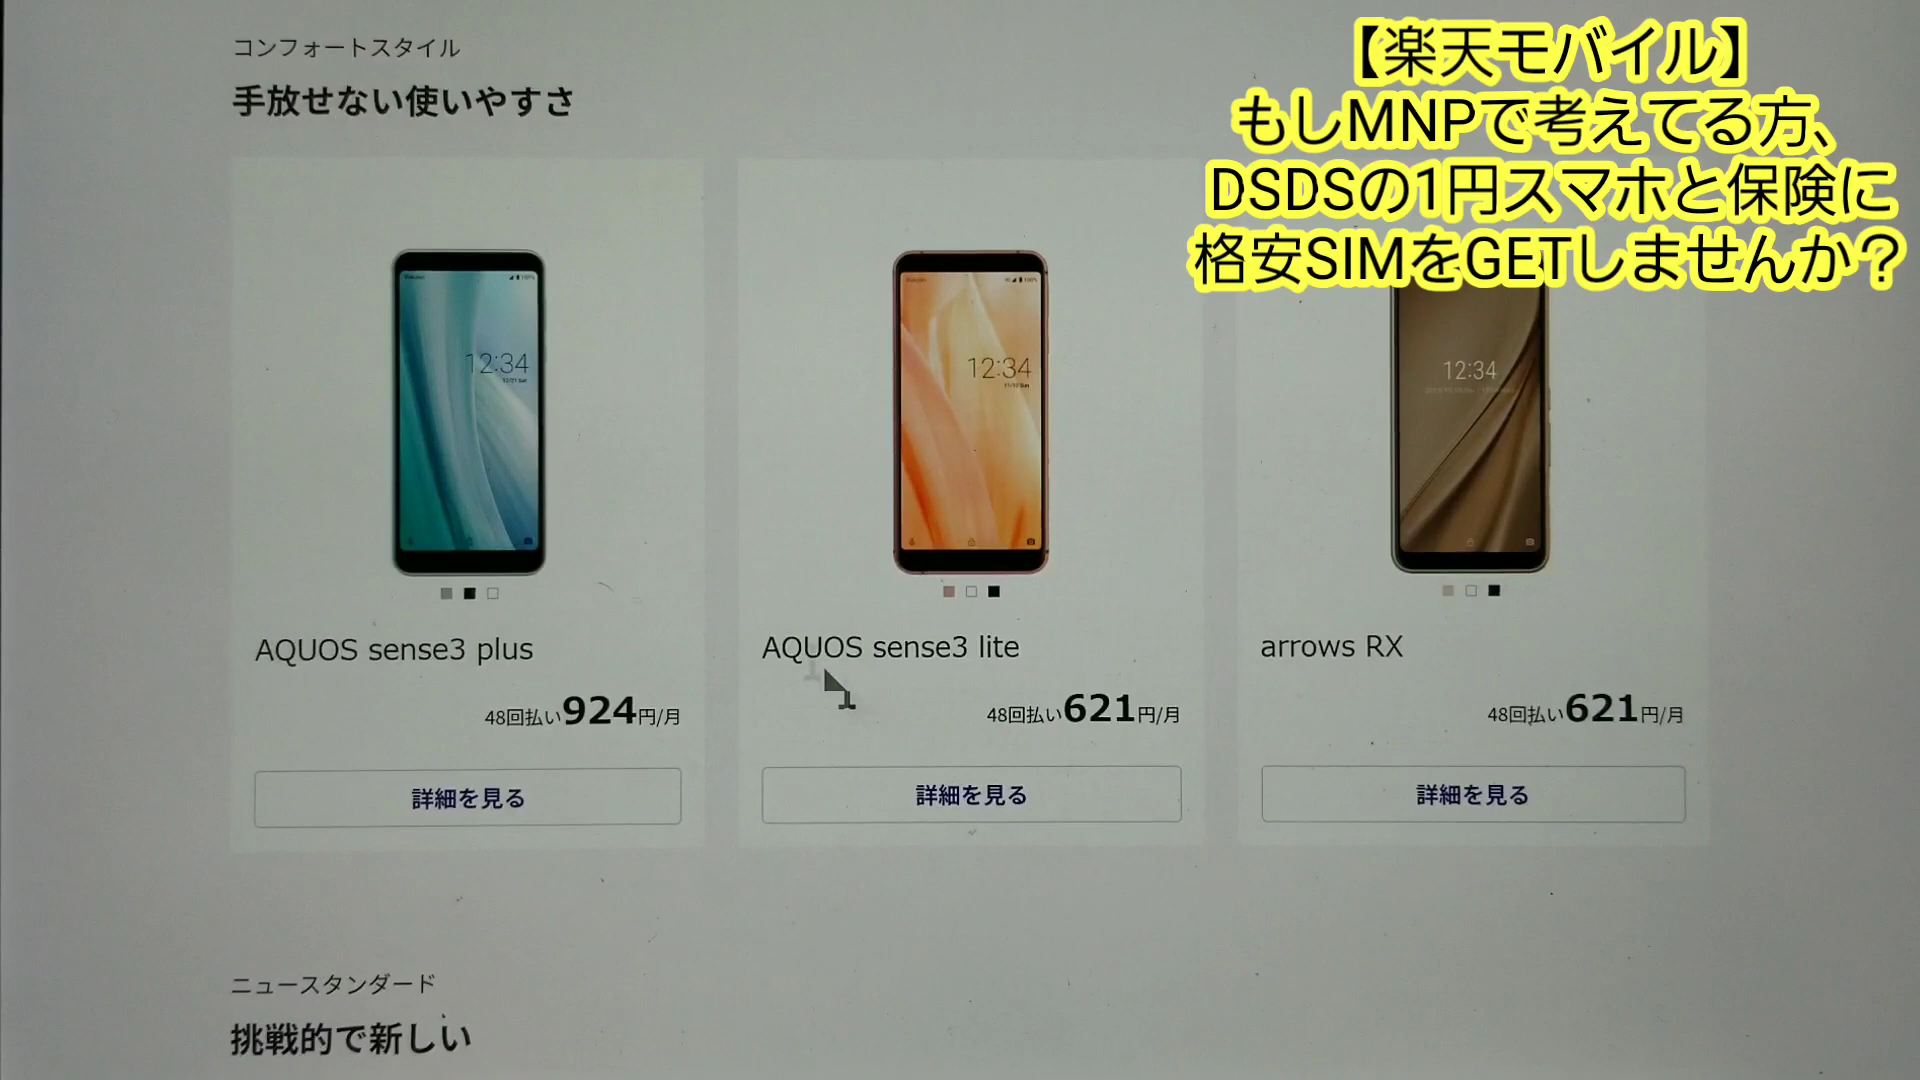 コンフォートスタイル
手放せない使いやすさ
【楽天モバイル】
もしMNPで考えてる方、
DSDSの1円スマホと保険に
格安SIMをGETしませんか？
12:34
12:34
12:34
AQUOS sense3 plus
48回払い924円/月
詳細を見る
AQUOS sense3 lite
48回払い621円/月
詳細を見る
arrows RX
48回払い621円/月
詳細を見る
ニュースタンダード
挑戦的で新しい